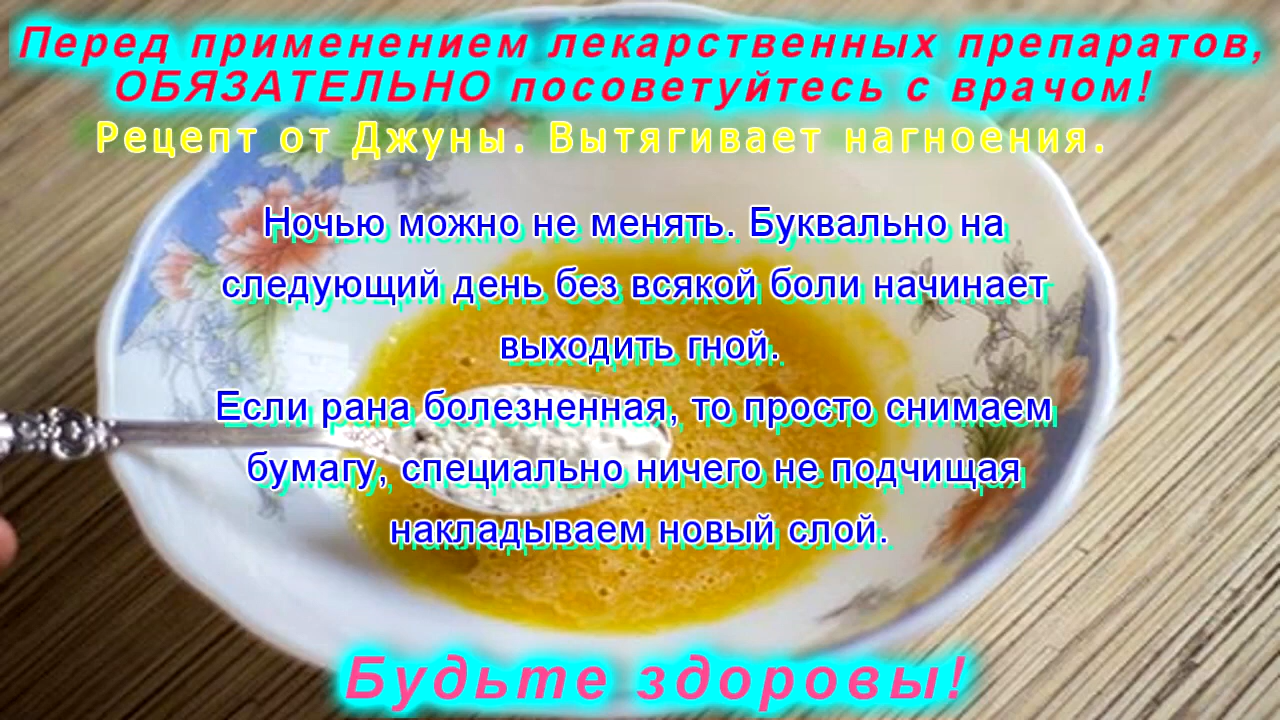 Перед применением лекарственных препаратов,
ОБЯЗАТЕЛЬНО посоветуйтесь с врачом!
Рецепт от Джуны. Вытягивает нагноения.
Ночью можно не менять. Буквально на
следующий день без всякой боли начинает
выходить гной.
Если рана болезненная, то просто снимаем
бумагу, специально ничего не подчищая
накладываем новый слой.
Будьте здоровы!